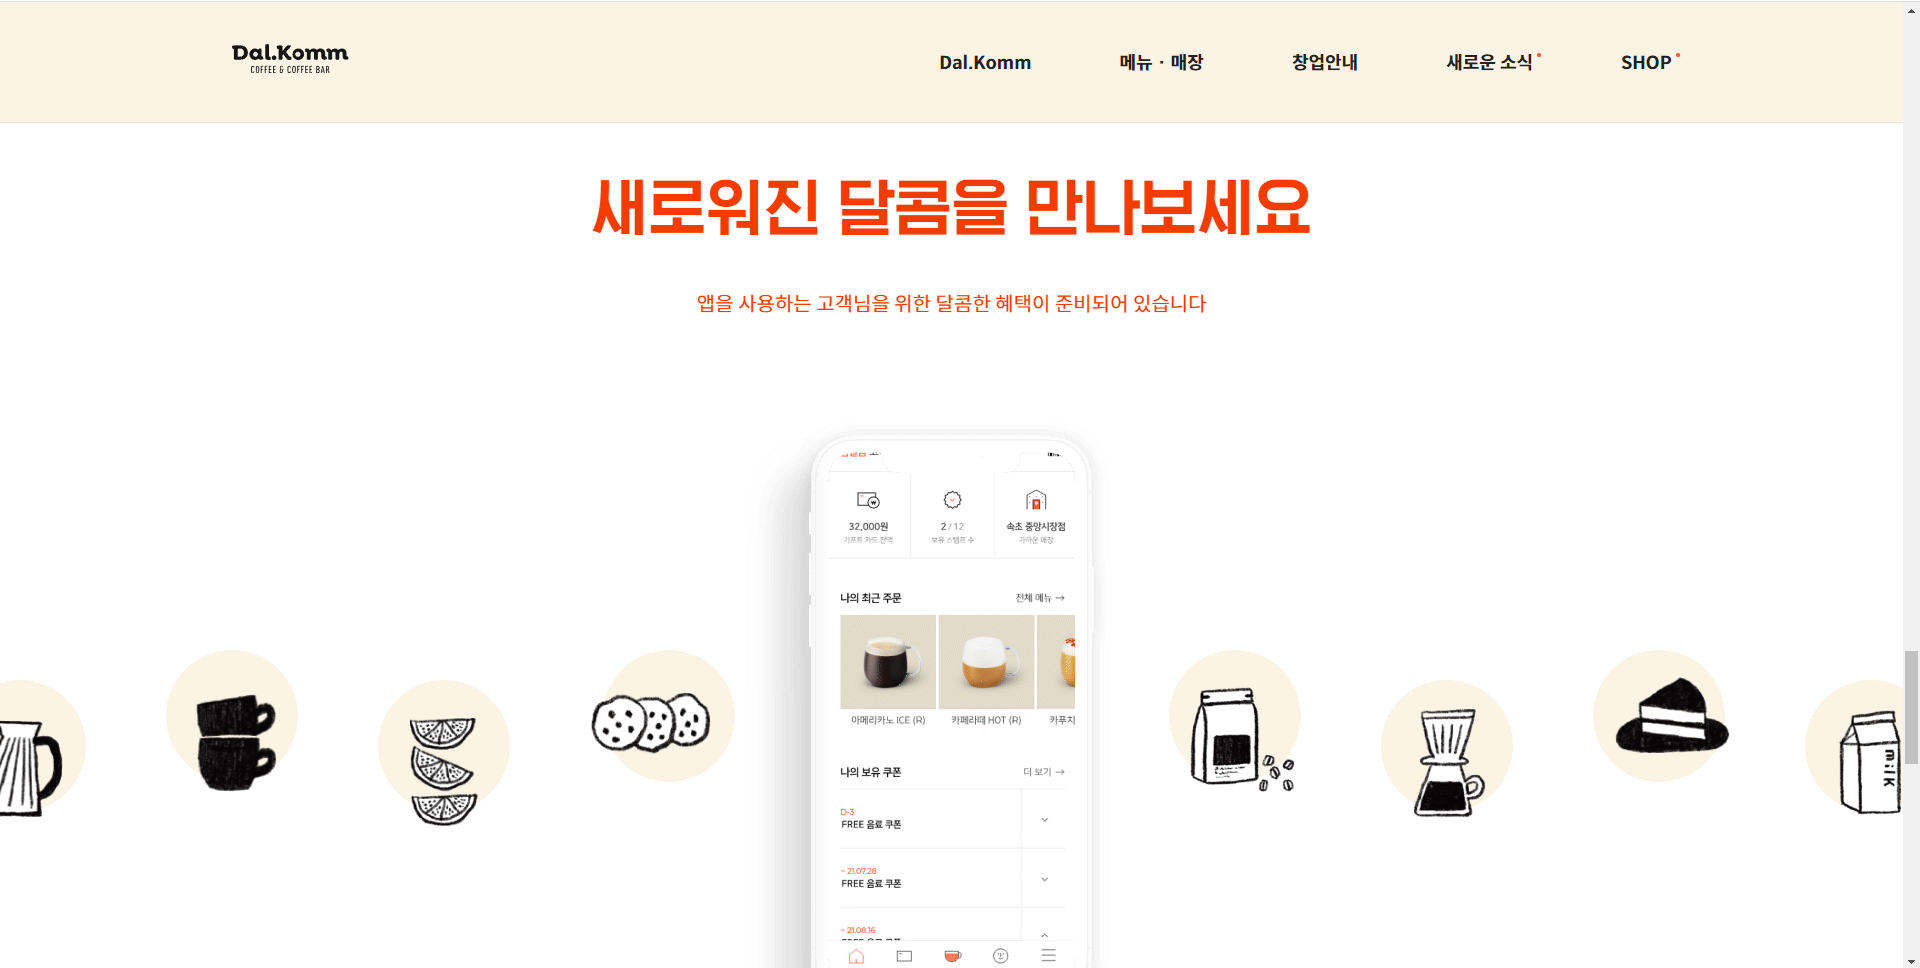 Dal.Komm
COFFEE & COFFEE BAR
Dal.Komm
메뉴 · 매장
창업안내
새로운 소식
SHOP
새로워진 달콤을 만나보세요
앱을 사용하는 고객님을 위한 달콤한 혜택이 준비되어 있습니다
32,000원
기프트 카드 잔액
2 / 12
보유 스탬프 수
속초 중앙시장점
가까운 매장
나의 최근 주문
전체 메뉴 →
아메리카노 ICE (R)
카페라떼 HOT (R)
카푸치
나의 보유 쿠폰
더 보기 →
D-3
FREE 음료 쿠폰
~ 21.07.28
FREE 음료 쿠폰
~ 21.08.16
milk